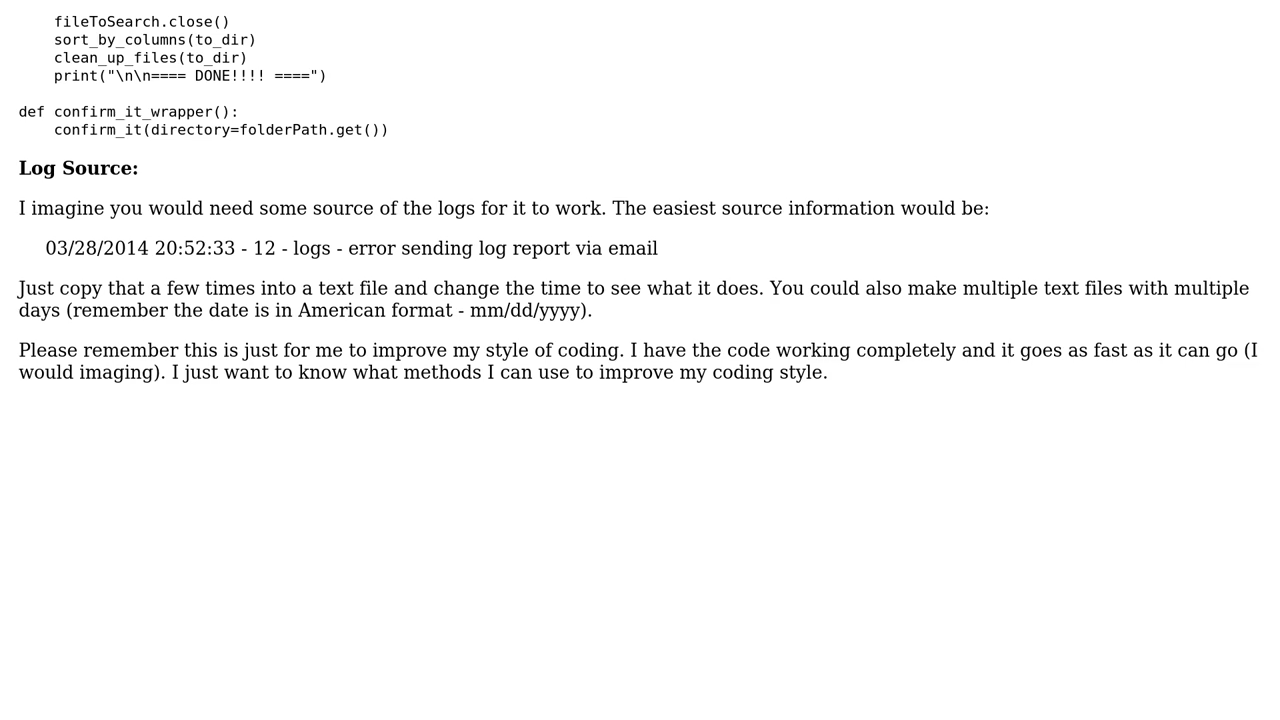 fileToSearch.close()
sort_by_columns(to_dir)
clean_up_files(to_dir)
print("\n\n==== DONE!!!! ====")
def confirm_it_wrapper():
confirm_it(directory=folderPath.get())
Log Source:
I imagine you would need some source of the logs for it to work. The easiest source information would be:
03/28/2014 20:52:33 - 12 - logs - error sending log report via email
Just copy that a few times into a text file and change the time to see what it does. You could also make multiple text files with multiple
days (remember the date is in American format - mm/dd/yyyy).
Please remember this is just for me to improve my style of coding. I have the code working completely and it goes as fast as it can go (I
would imaging). I just want to know what methods I can use to improve my coding style.